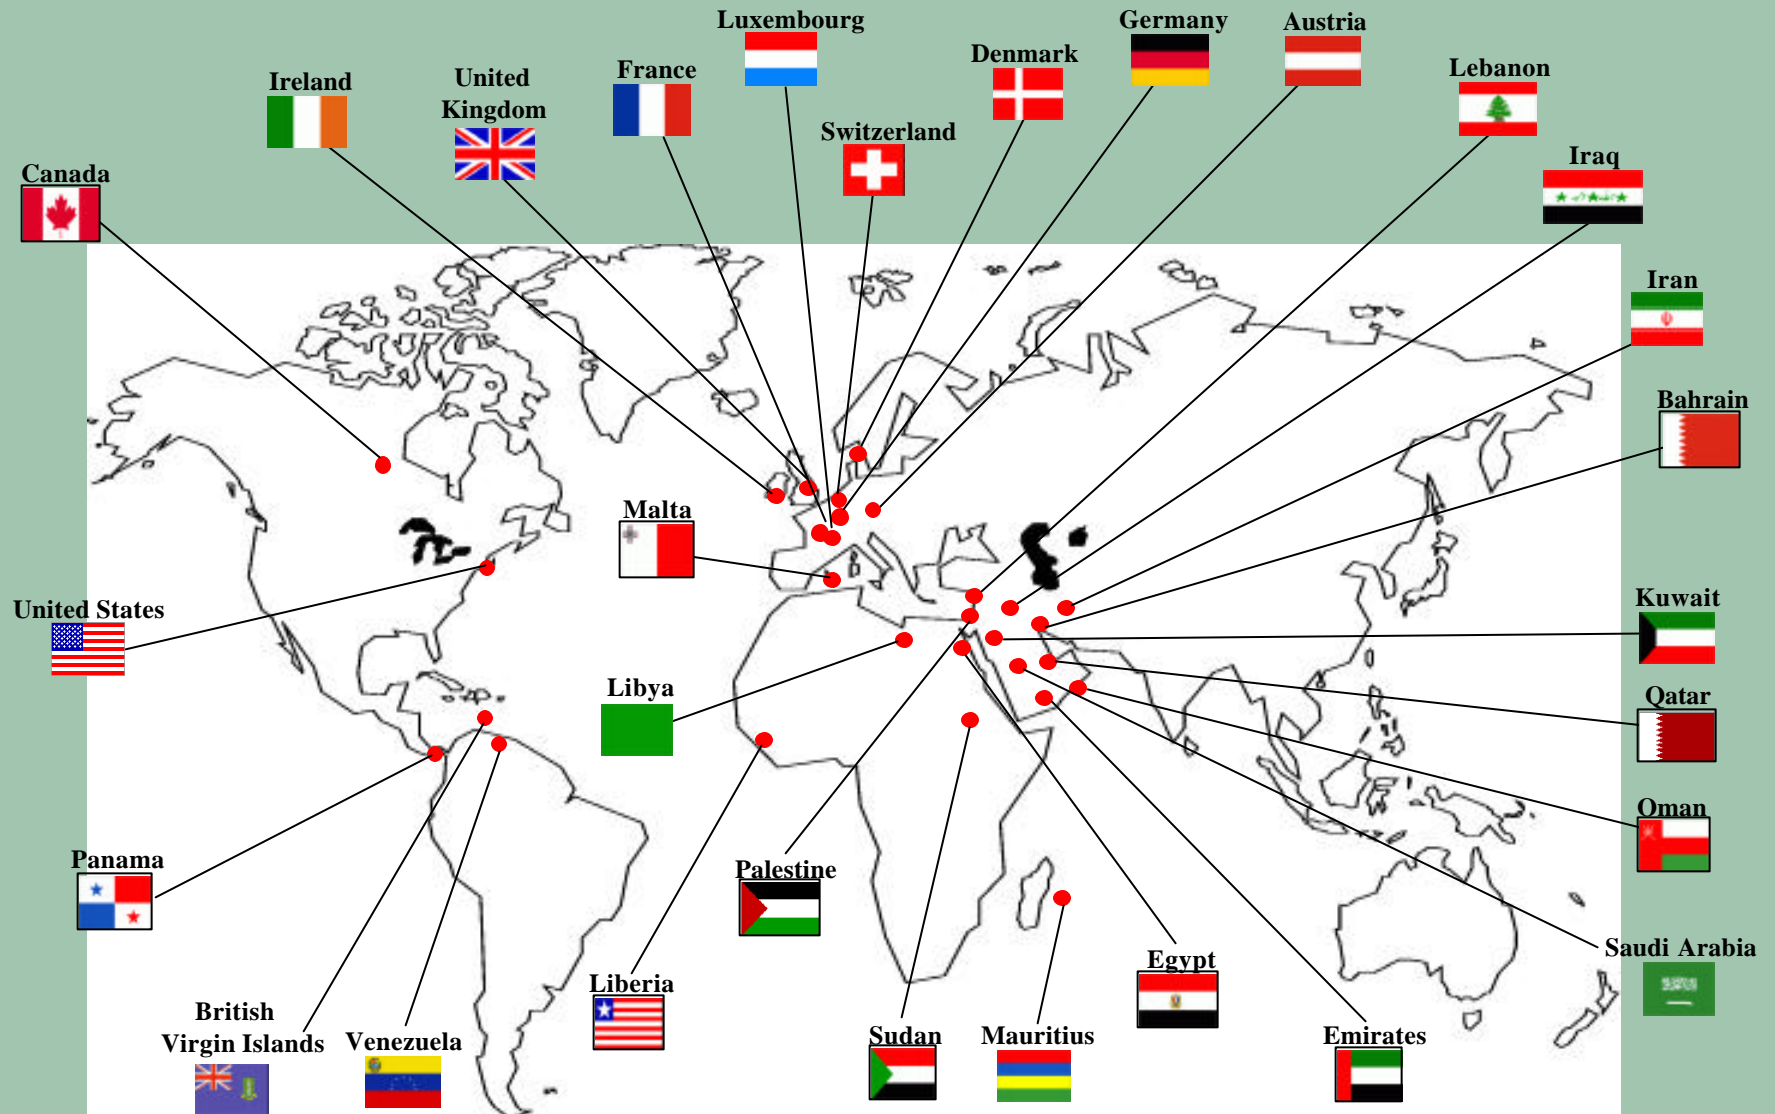 Luxembourg
Germany
Austria
Denmark
Lebanon
France
United
Kingdom
Ireland
Switzerland
Iraq
Canada
Iran
Bahrain
Malta
Kuwait
United States
Libya
Qatar
Oman
Panama
Palestine
Saudi Arabia
Egypt
Liberia
British
Virgin Islands
Venezuela
Sudan
Mauritius
Emirates